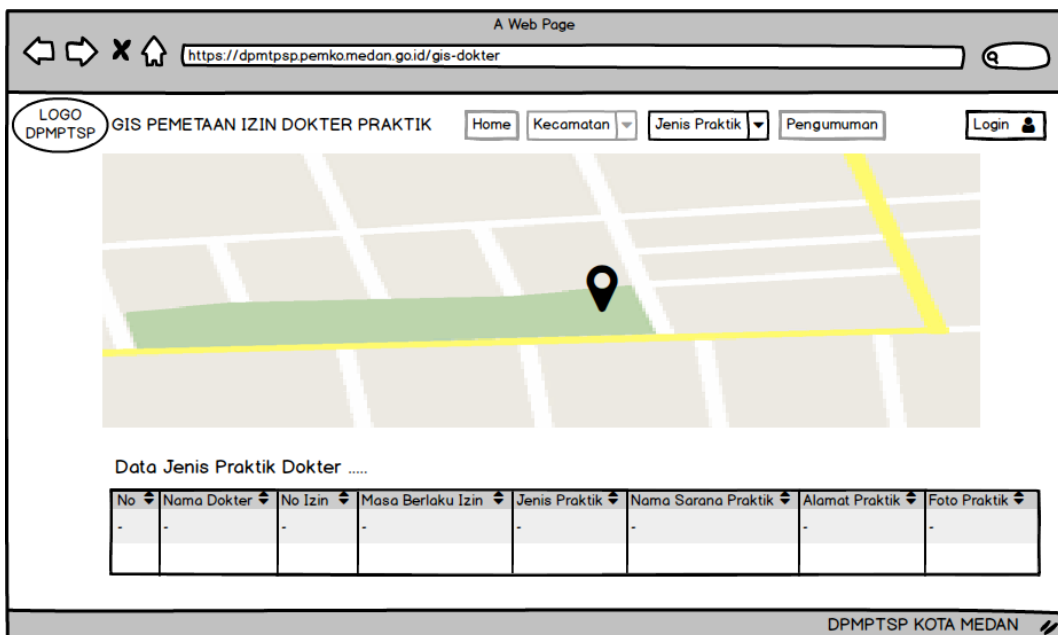 A Web Page
https://dpmtpsp.pemko.medan.go.id/gis-dokter
LOGO
DPMPTSP
GIS PEMETAAN IZIN DOKTER PRAKTIK
Home
Kecamatan
Jenis Praktik
Pengumuman
Login
Data Jenis Praktik Dokter .....
No Nama Dokter No Izin Masa Berlaku Izin Jenis Praktik Nama Sarana Praktik Alamat Praktik Foto Praktik
- - - - - - - -
DPMPTSP KOTA MEDAN